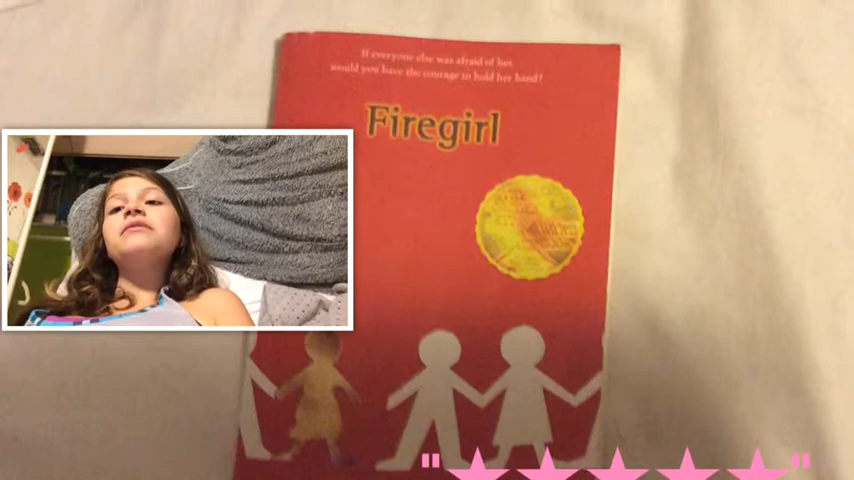 If everyone else was afraid of her,
would you have the courage to hold her hand?
Firegirl
"★★★★★"